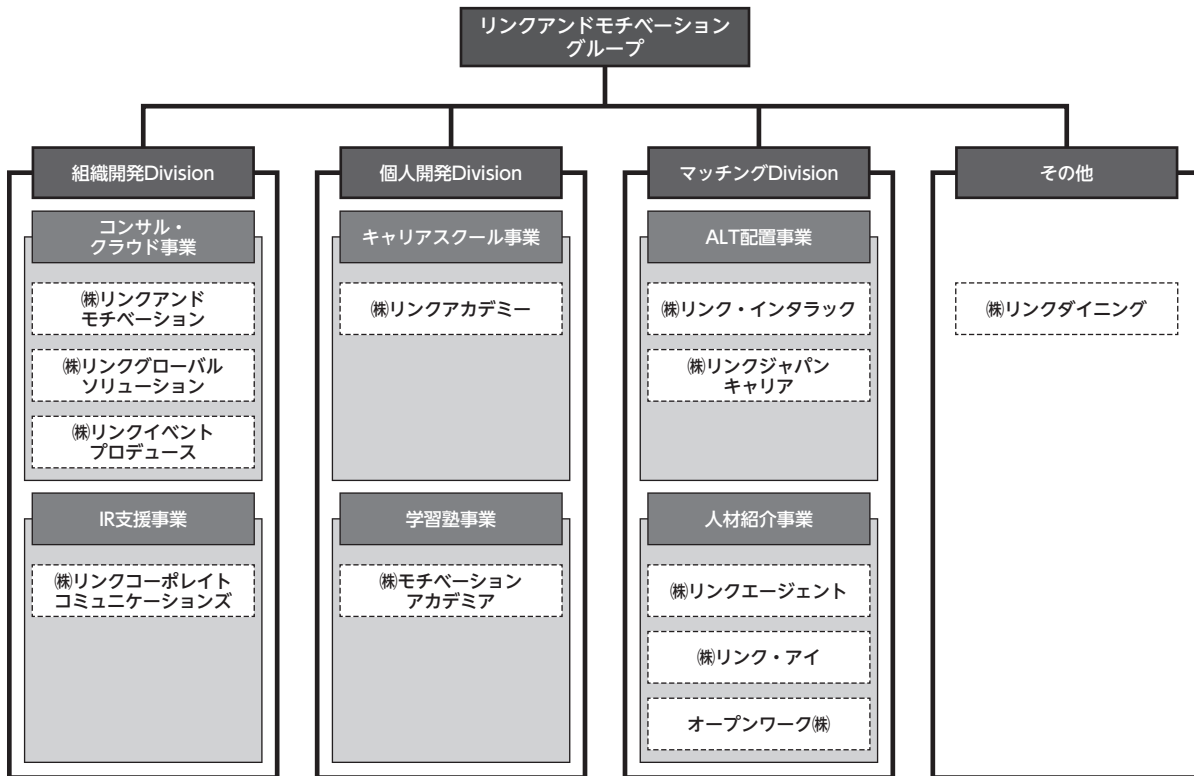 リンクアンドモチベーション
グループ
組織開発Division
コンサル・
クラウド事業
㈱リンクアンド
モチベーション
㈱リンクグローバル
ソリューション
㈱リンクイベント
プロデュース
IR支援事業
㈱リンクコーポレイト
コミュニケーションズ
個人開発Division
キャリアスクール事業
㈱リンクアカデミー
学習塾事業
㈱モチベーション
アカデミア
マッチングDivision
ALT配置事業
㈱リンク・インタラック
㈱リンクジャパン
キャリア
人材紹介事業
㈱リンクエージェント
㈱リンク・アイ
オープンワーク㈱
その他
㈱リンクダイニング